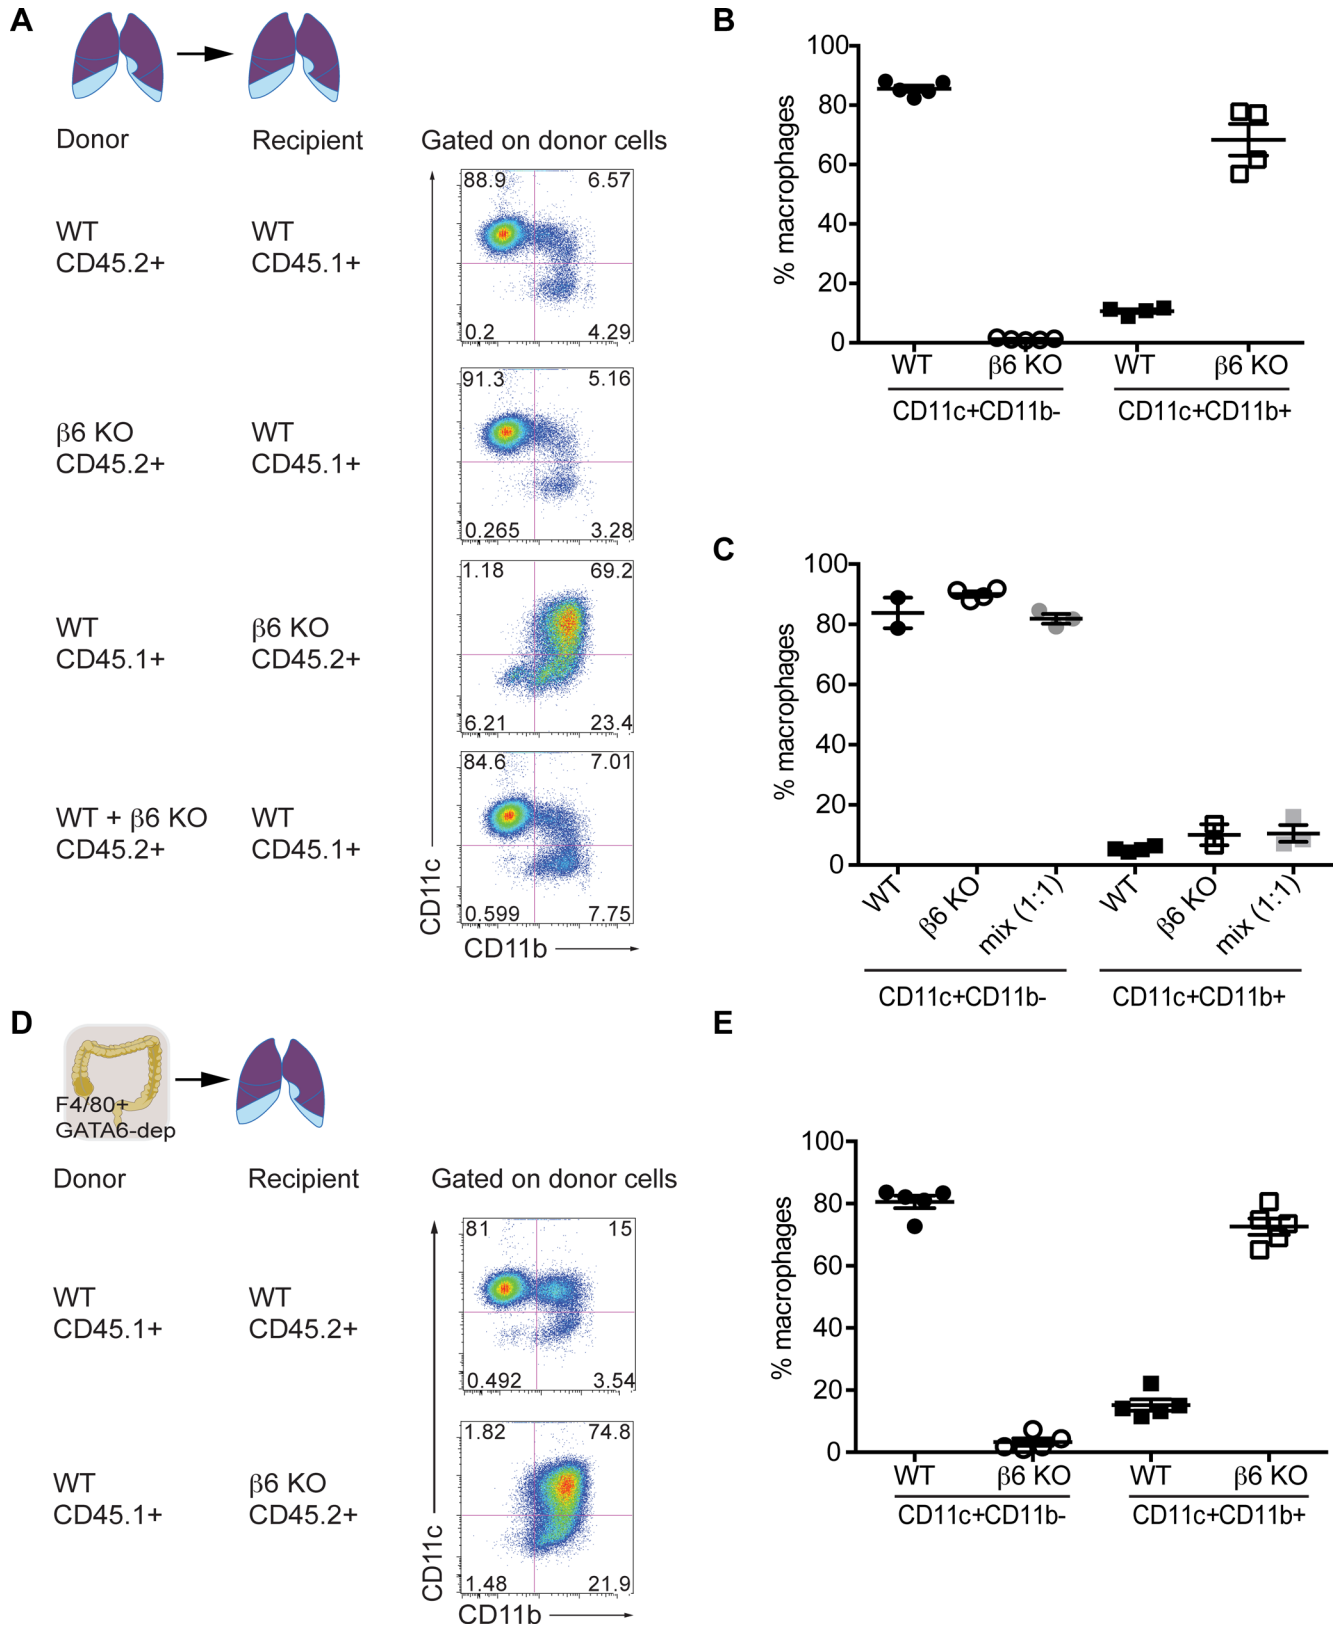 A
Donor
Recipient
Gated on donor cells
WT
CD45.2+
WT
CD45.1+
88.9
6.57
0.2
4.29
β6 KO
CD45.2+
WT
CD45.1+
91.3
5.16
0.265
3.28
WT
CD45.1+
β6 KO
CD45.2+
1.18
69.2
6.21
23.4
WT + β6 KO
CD45.2+
WT
CD45.1+
84.6
7.01
0.599
7.75
CD11c
CD11b
B
% macrophages
100
80
60
40
20
0
WT
β6 KO
WT
β6 KO
CD11c+CD11b-
CD11c+CD11b+
C
% macrophages
100
80
60
40
20
0
WT
β6 KO
mix (1:1)
WT
β6 KO
mix (1:1)
CD11c+CD11b-
CD11c+CD11b+
D
F4/80+
GATA6-dep
Donor
Recipient
Gated on donor cells
WT
CD45.1+
WT
CD45.2+
81
15
0.492
3.54
WT
CD45.1+
β6 KO
CD45.2+
1.82
74.8
1.48
21.9
CD11c
CD11b
E
% macrophages
100
80
60
40
20
0
WT
β6 KO
WT
β6 KO
CD11c+CD11b-
CD11c+CD11b+